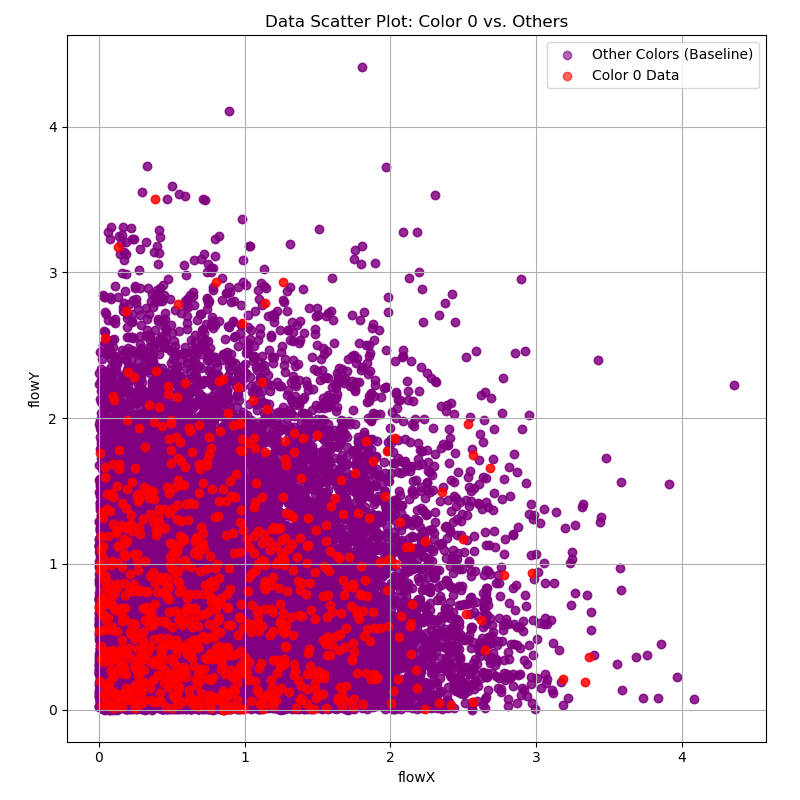 Data Scatter Plot: Color 0 vs. Others
Other Colors (Baseline)
Color 0 Data
flowY
4
3
2
1
0
0 1 2 3 4
flowX